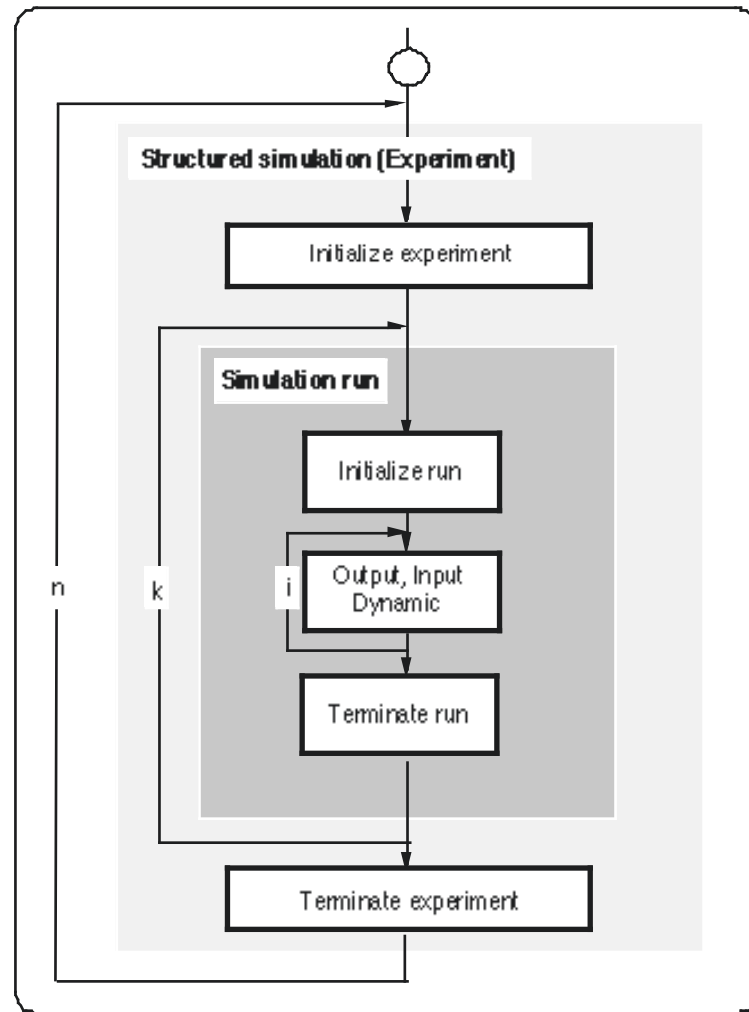 Structured simulation (Experiment)
Initialize experiment
Simulation run
Initialize run
n
k
i
Output, Input
Dynamic
Terminate run
Terminate experiment